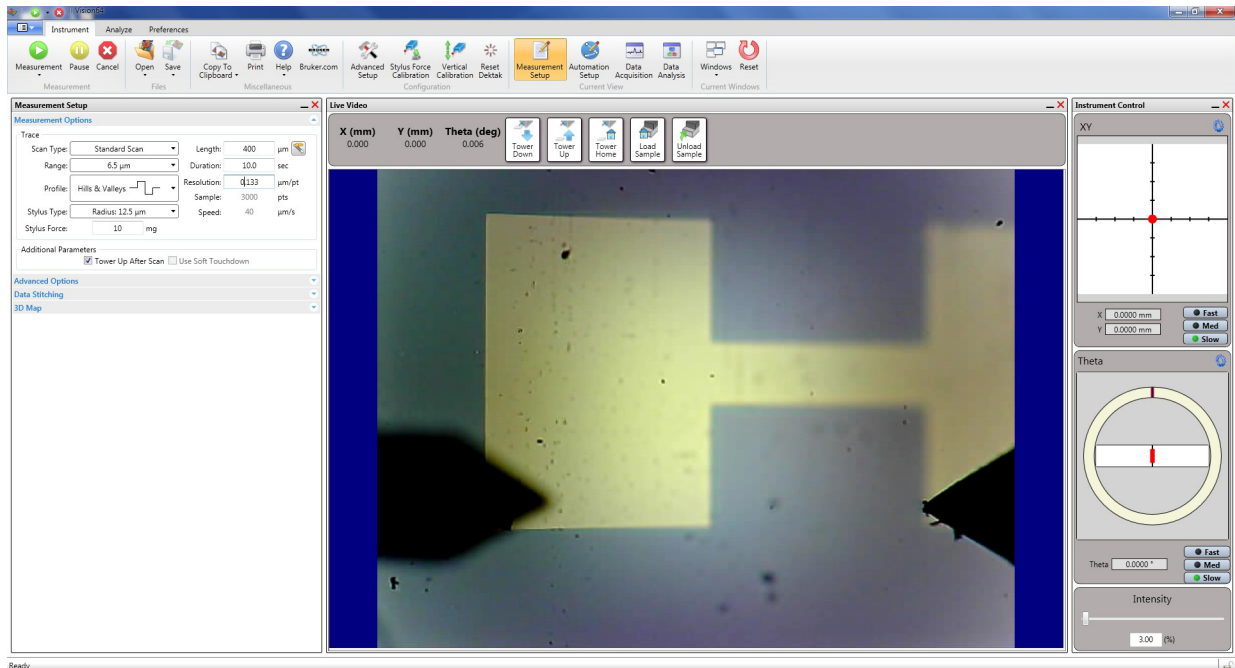 Vision64
Instrument Analyze Preferences
Measurement Pause Cancel Open Save Copy To Clipboard Print Help Bruker.com Advanced Setup Stylus Force Calibration Vertical Calibration Reset Dektak Measurement Setup Automation Setup Data Acquisition Data Analysis Windows Reset
Measurement Files Miscellaneous Configuration Current View Current Windows
Measurement Setup
Measurement Options
Trace
Scan Type: Standard Scan Length: 400 µm
Range: 6.5 µm Duration: 10.0 sec
Profile: Hills & Valleys Resolution: 0.133 µm/pt
Sample: 3000 pts
Stylus Type: Radius: 12.5 µm Speed: 40 µm/s
Stylus Force: 10 mg
Additional Parameters
Tower Up After Scan Use Soft Touchdown
Advanced Options
Data Stitching
3D Map
Live Video
X (mm) Y (mm) Theta (deg)
0.000 0.000 0.006
Tower Down Tower Up Tower Home Load Sample Unload Sample
Instrument Control
XY
X 0.0000 mm
Y 0.0000 mm
Fast
Med
Slow
Theta
Theta 0.0000 °
Fast
Med
Slow
Intensity
3.00 (%)
Ready